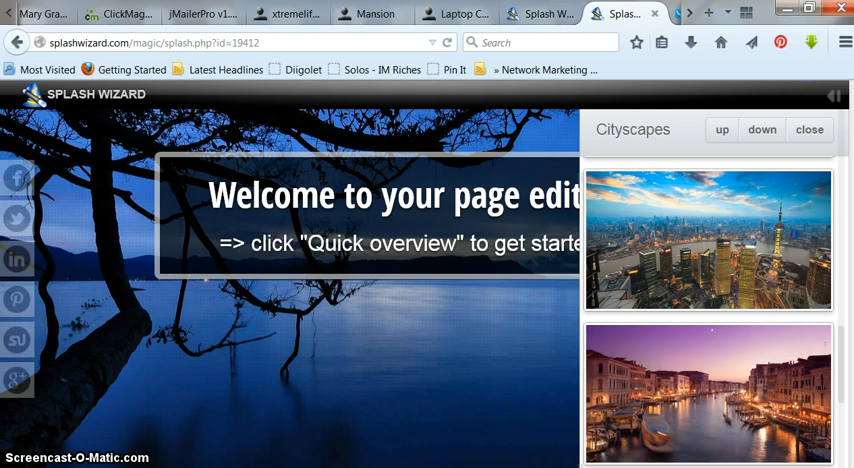 Mary Gra...
ClickMag...
jMailerPro v1....
xtremelif...
Mansion
Laptop C...
Splash W...
Splas...
splashwizard.com/magic/splash.php?id=19412
Search
Most Visited
Getting Started
Latest Headlines
Diigolet
Solos - IM Riches
Pin It
» Network Marketing ...
SPLASH WIZARD
Cityscapes
up
down
close
Welcome to your page edit
=> click "Quick overview" to get starte
f
in
g+
Screencast-O-Matic.com